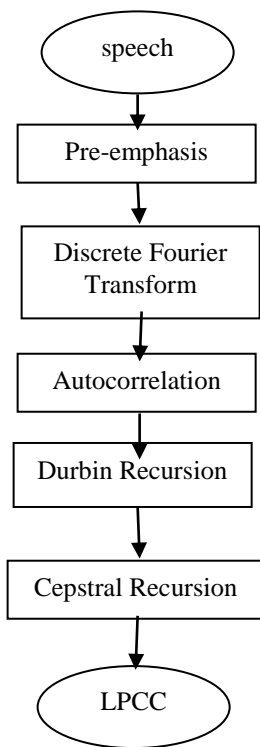 speech
Pre-emphasis
Discrete Fourier
Transform
Autocorrelation
Durbin Recursion
Cepstral Recursion
LPCC